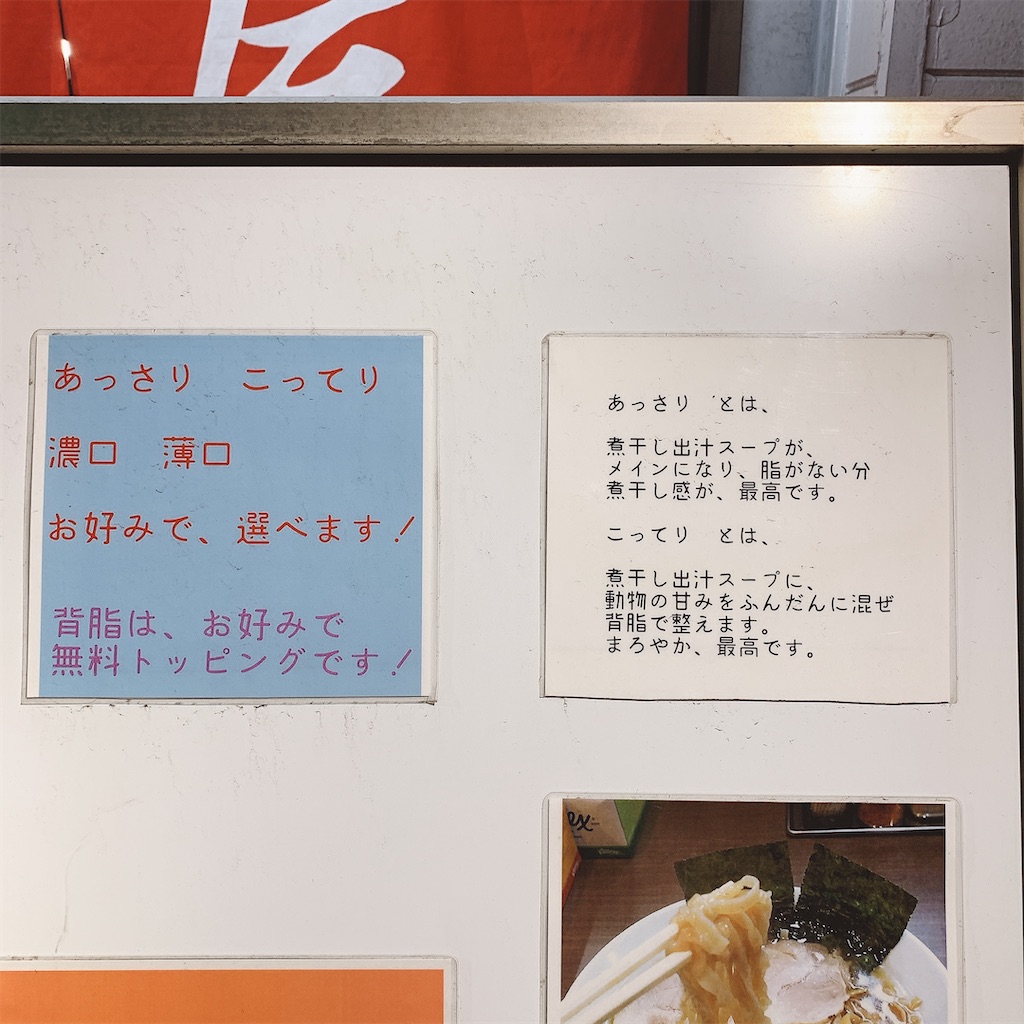 あっさり　こってり
濃口　薄口
お好みで、選べます！
背脂は、お好みで
無料トッピングです！
あっさり　とは、
煮干し出汁スープが、
メインになり、脂がない分
煮干し感が、最高です。
こってり　とは、
煮干し出汁スープに、
動物の甘みをふんだんに混ぜ
背脂で整えます。
まろやか、最高です。